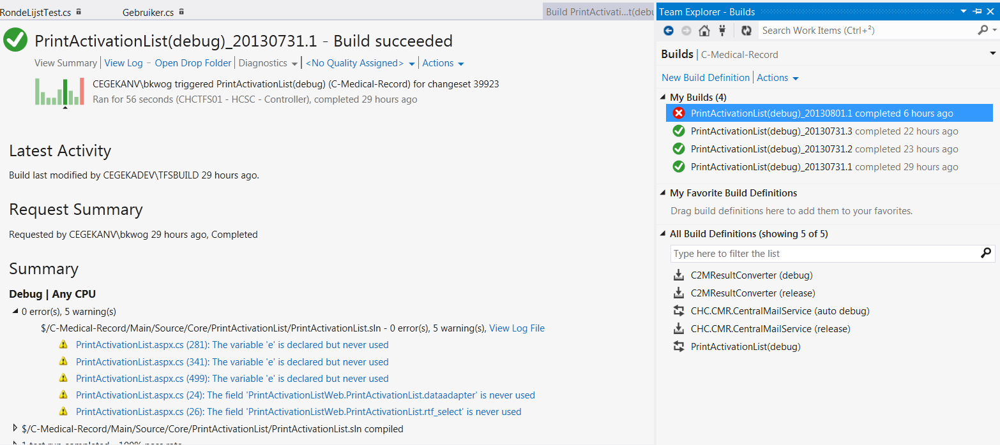 RondeLijstTest.cs
Gebruiker.cs
Build PrintActivati...t(debu
PrintActivationList(debug)_20130731.1 - Build succeeded
View Summary | View Log - Open Drop Folder | Diagnostics | <No Quality Assigned> | Actions
CEGEKANV\bkwog triggered PrintActivationList(debug) (C-Medical-Record) for changeset 39923
Ran for 56 seconds (CHCTFS01 - HCSC - Controller), completed 29 hours ago
Latest Activity
Build last modified by CEGEKADEV\TFSBUILD 29 hours ago.
Request Summary
Requested by CEGEKANV\bkwog 29 hours ago, Completed
Summary
Debug | Any CPU
0 error(s), 5 warning(s)
$/C-Medical-Record/Main/Source/Core/PrintActivationList/PrintActivationList.sln - 0 error(s), 5 warning(s), View Log File
PrintActivationList.aspx.cs (281): The variable 'e' is declared but never used
PrintActivationList.aspx.cs (341): The variable 'e' is declared but never used
PrintActivationList.aspx.cs (499): The variable 'e' is declared but never used
PrintActivationList.aspx.cs (24): The field 'PrintActivationListWeb.PrintActivationList.dataadapter' is never used
PrintActivationList.aspx.cs (26): The field 'PrintActivationListWeb.PrintActivationList.rtf_select' is never used
$/C-Medical-Record/Main/Source/Core/PrintActivationList/PrintActivationList.sln compiled
1 test run completed - 100% pass rate
Team Explorer - Builds
Search Work Items (Ctrl+²)
Builds | C-Medical-Record
New Build Definition | Actions
My Builds (4)
PrintActivationList(debug)_20130801.1 completed 6 hours ago
PrintActivationList(debug)_20130731.3 completed 22 hours ago
PrintActivationList(debug)_20130731.2 completed 23 hours ago
PrintActivationList(debug)_20130731.1 completed 29 hours ago
My Favorite Build Definitions
Drag build definitions here to add them to your favorites.
All Build Definitions (showing 5 of 5)
Type here to filter the list
C2MResultConverter (debug)
C2MResultConverter (release)
CHC.CMR.CentralMailService (auto debug)
CHC.CMR.CentralMailService (release)
PrintActivationList(debug)